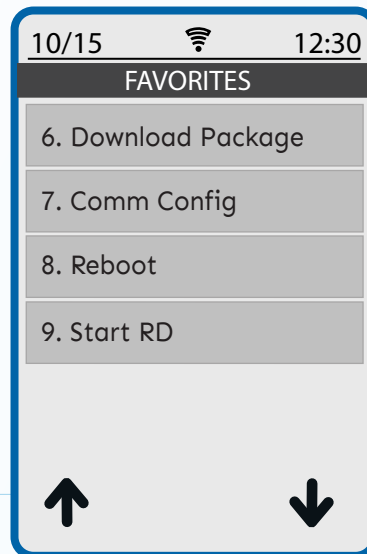 10/15 12:30
FAVORITES
6. Download Package
7. Comm Config
8. Reboot
9. Start RD